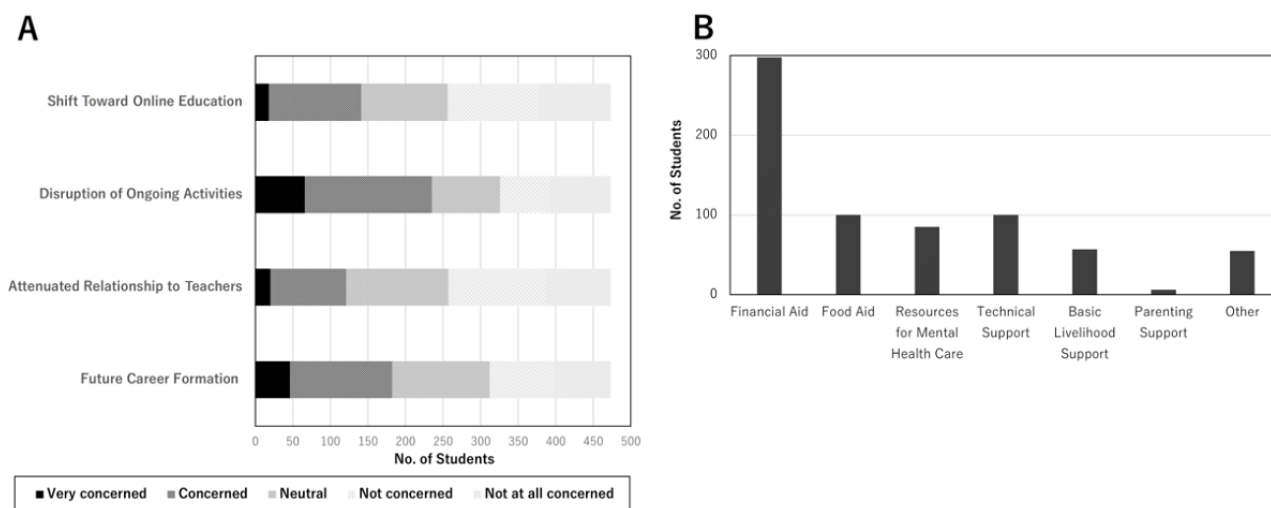 A
Shift Toward Online Education
Disruption of Ongoing Activities
Attenuated Relationship to Teachers
Future Career Formation
0 50 100 150 200 250 300 350 400 450 500
No. of Students
■ Very concerned ■ Concerned ■ Neutral ■ Not concerned ■ Not at all concerned
B
300
200
100
0
No. of Students
Financial Aid
Food Aid
Resources
for Mental
Health Care
Technical
Support
Basic
Livelihood
Support
Parenting
Support
Other